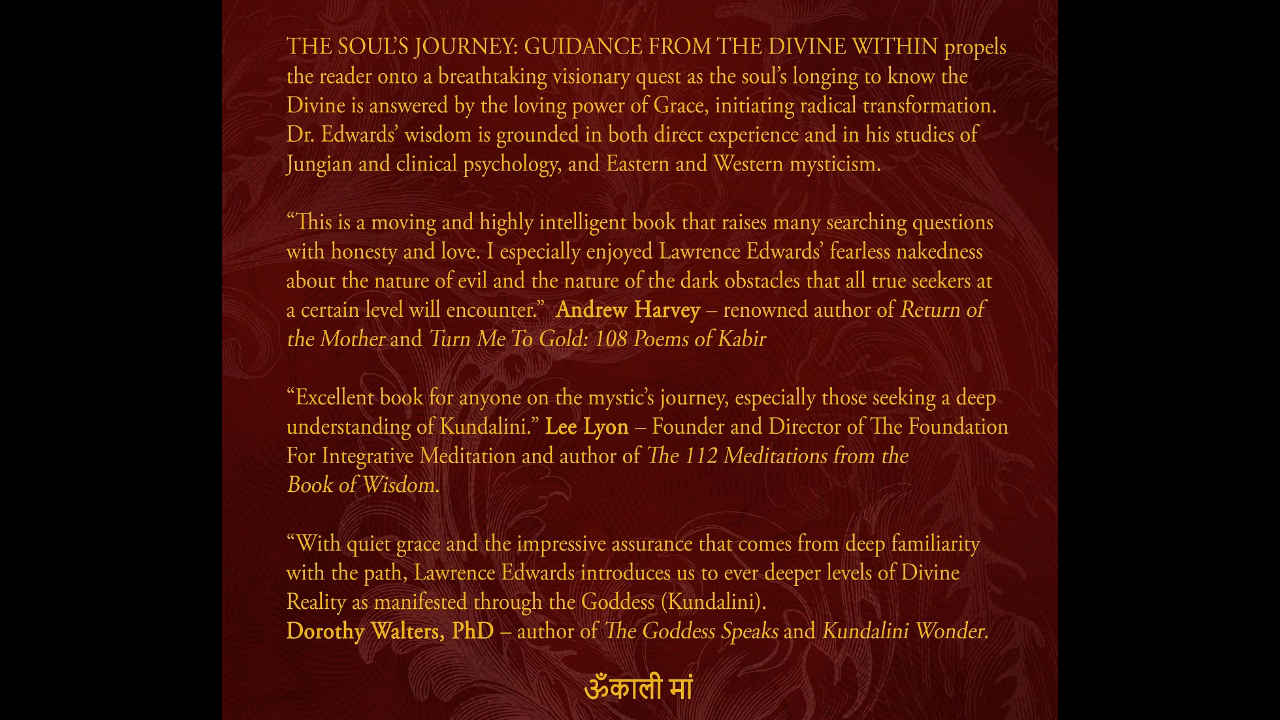 THE SOUL’S JOURNEY: GUIDANCE FROM THE DIVINE WITHIN propels
the reader onto a breathtaking visionary quest as the soul’s longing to know the
Divine is answered by the loving power of Grace, initiating radical transformation.
Dr. Edwards’ wisdom is grounded in both direct experience and in his studies of
Jungian and clinical psychology, and Eastern and Western mysticism.
“This is a moving and highly intelligent book that raises many searching questions
with honesty and love. I especially enjoyed Lawrence Edwards’ fearless nakedness
about the nature of evil and the nature of the dark obstacles that all true seekers at
a certain level will encounter.” Andrew Harvey – renowned author of Return of
the Mother and Turn Me To Gold: 108 Poems of Kabir
“Excellent book for anyone on the mystic’s journey, especially those seeking a deep
understanding of Kundalini.” Lee Lyon – Founder and Director of The Foundation
For Integrative Meditation and author of The 112 Meditations from the
Book of Wisdom.
“With quiet grace and the impressive assurance that comes from deep familiarity
with the path, Lawrence Edwards introduces us to ever deeper levels of Divine
Reality as manifested through the Goddess (Kundalini).
Dorothy Walters, PhD – author of The Goddess Speaks and Kundalini Wonder.
ॐकाली मां